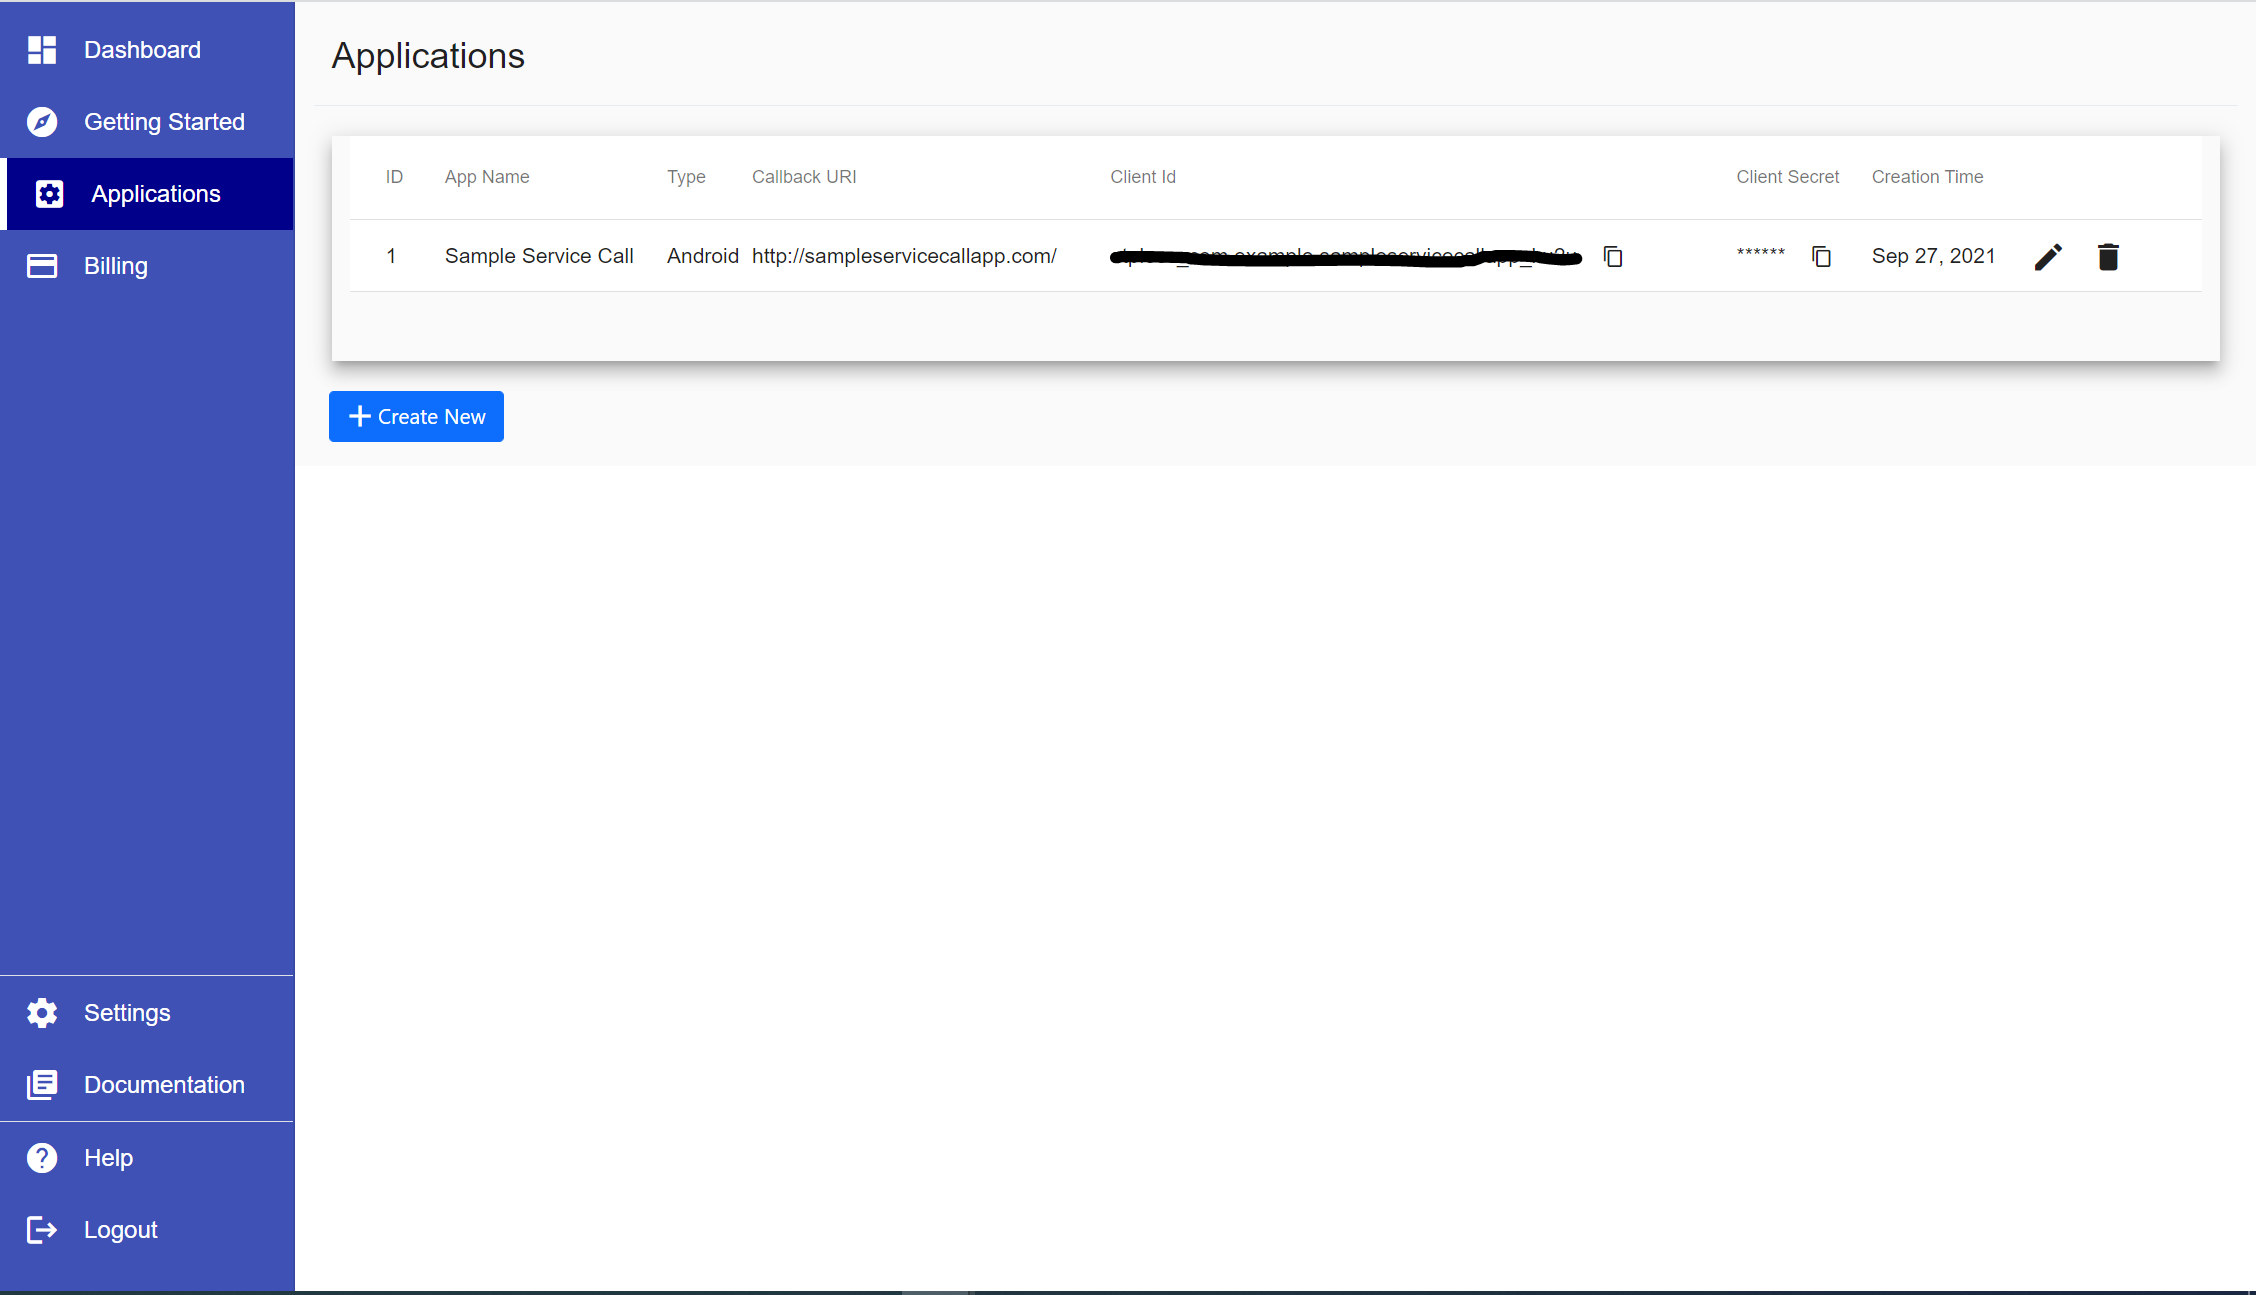 Dashboard
Getting Started
Applications
Billing
Settings
Documentation
Help
Logout
Applications
ID App Name Type Callback URI Client Id Client Secret Creation Time
1 Sample Service Call Android http://sampleservicecallapp.com/ ****** Sep 27, 2021
Create New